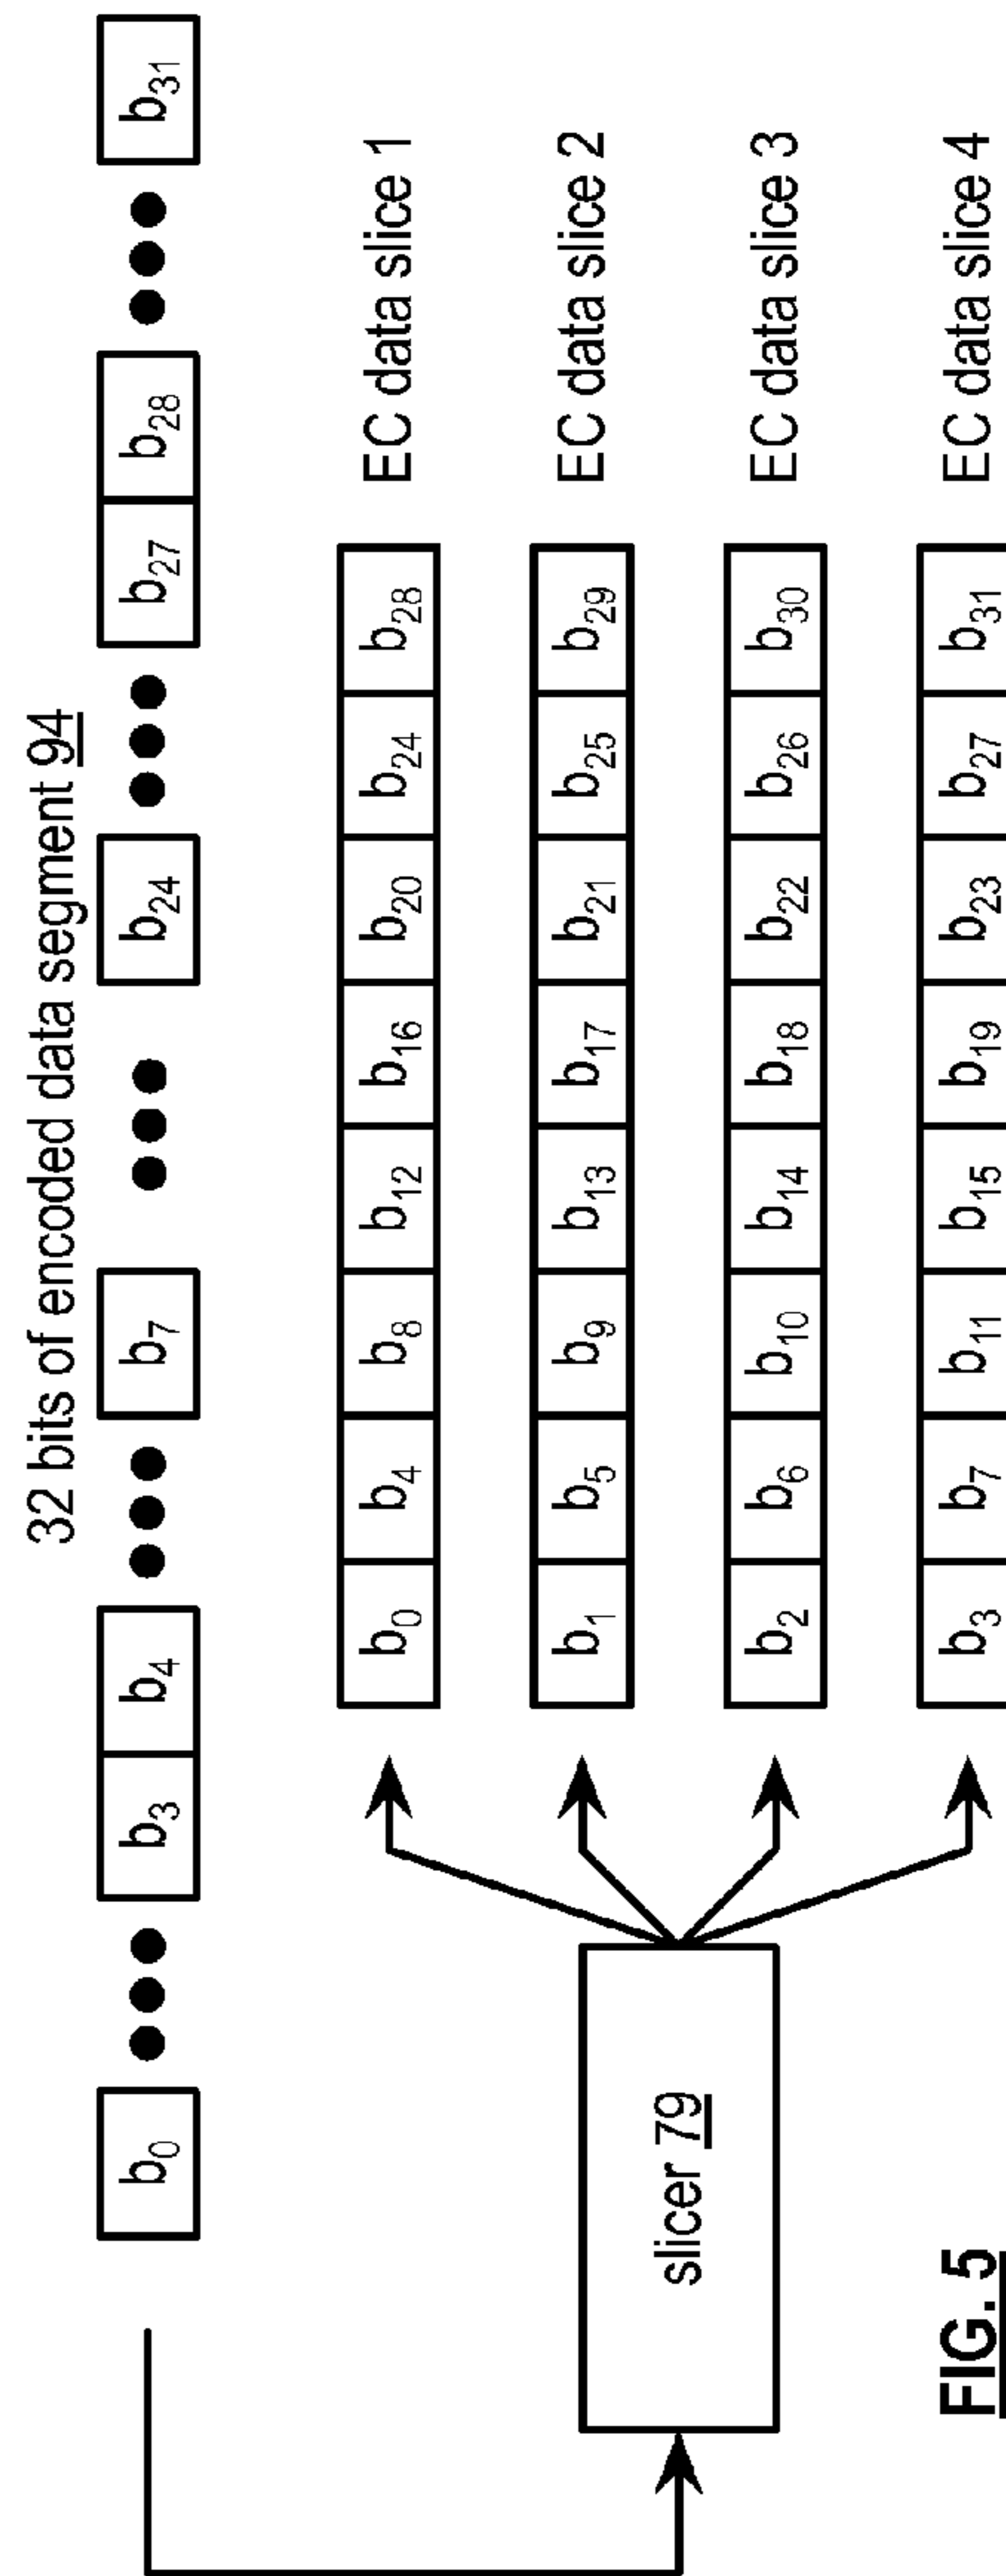 32 bits of encoded data segment 94
b0 ••• b3 b4 ••• b7 ••• b24 ••• b27 b28 ••• b31
b0 b4 b8 b12 b16 b20 b24 b28 EC data slice 1
b1 b5 b9 b13 b17 b21 b25 b29 EC data slice 2
slicer 79
b2 b6 b10 b14 b18 b22 b26 b30 EC data slice 3
b3 b7 b11 b15 b19 b23 b27 b31 EC data slice 4
FIG. 5